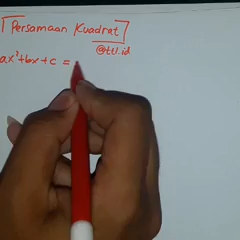 Persamaan Kuadrat
@ttl.id
ax²+bx+c =